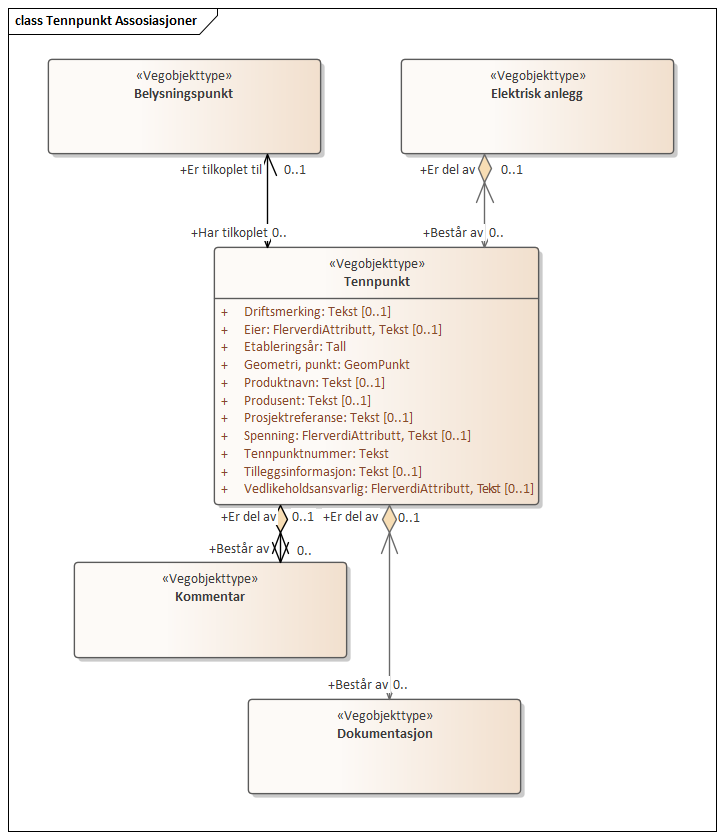 class Tennpunkt Assosiasjoner
«Vegobjekttype»
Belysningspunkt
«Vegobjekttype»
Elektrisk anlegg
+Er tilkoplet til 0..1
+Er del av 0..1
+Har tilkoplet 0..
+Består av 0..
«Vegobjekttype»
Tennpunkt
+ Driftsmerking: Tekst [0..1]
+ Eier: FlerverdiAttributt, Tekst [0..1]
+ Etableringsår: Tall
+ Geometri, punkt: GeomPunkt
+ Produktnavn: Tekst [0..1]
+ Produsent: Tekst [0..1]
+ Prosjektreferanse: Tekst [0..1]
+ Spenning: FlerverdiAttributt, Tekst [0..1]
+ Tennpunktnummer: Tekst
+ Tilleggsinformasjon: Tekst [0..1]
+ Vedlikeholdsansvarlig: FlerverdiAttributt, Tekst [0..1]
+Er del av 0..1
+Er del av 0..1
+Består av 0..
«Vegobjekttype»
Kommentar
+Består av 0..
«Vegobjekttype»
Dokumentasjon